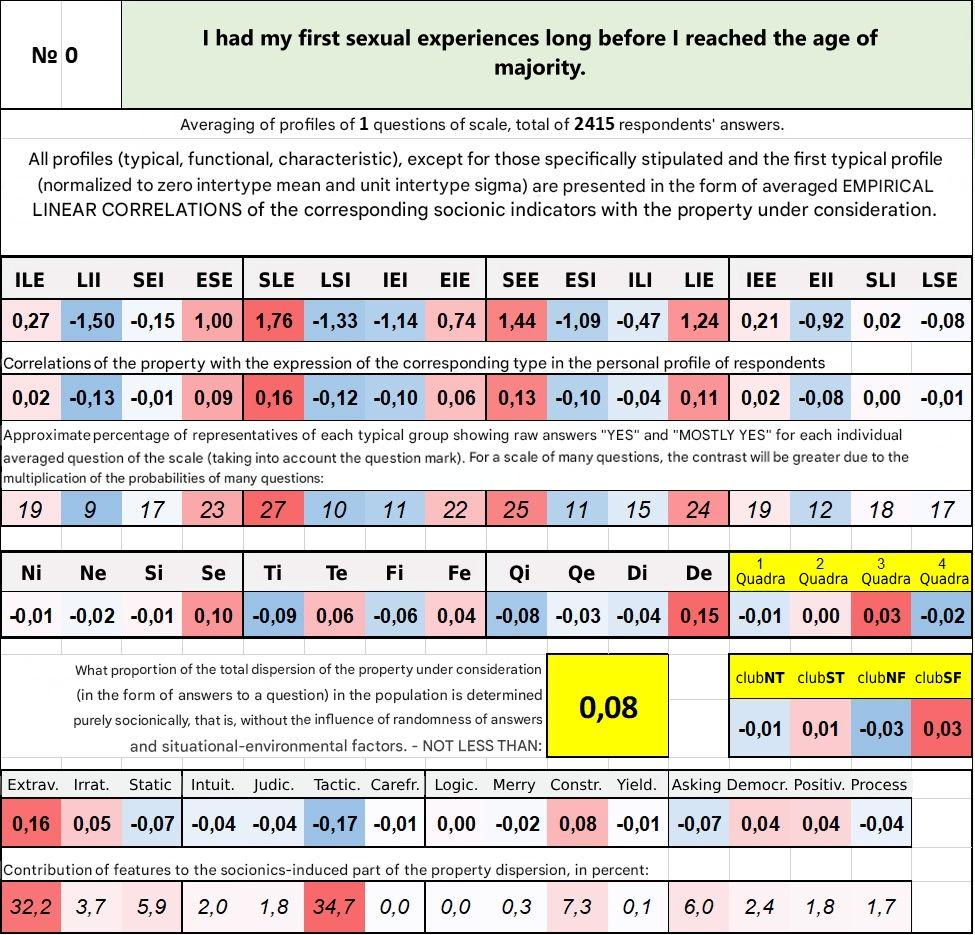 № 0
I had my first sexual experiences long before I reached the age of
majority.
Averaging of profiles of 1 questions of scale, total of 2415 respondents' answers.
All profiles (typical, functional, characteristic), except for those specifically stipulated and the first typical profile
(normalized to zero intertype mean and unit intertype sigma) are presented in the form of averaged EMPIRICAL
LINEAR CORRELATIONS of the corresponding socionic indicators with the property under consideration.
ILE LII SEI ESE SLE LSI IEI EIE SEE ESI ILI LIE IEE EII SLI LSE
0,27 -1,50 -0,15 1,00 1,76 -1,33 -1,14 0,74 1,44 -1,09 -0,47 1,24 0,21 -0,92 0,02 -0,08
Correlations of the property with the expression of the corresponding type in the personal profile of respondents
0,02 -0,13 -0,01 0,09 0,16 -0,12 -0,10 0,06 0,13 -0,10 -0,04 0,11 0,02 -0,08 0,00 -0,01
Approximate percentage of representatives of each typical group showing raw answers "YES" and "MOSTLY YES" for each individual
averaged question of the scale (taking into account the question mark). For a scale of many questions, the contrast will be greater due to the
multiplication of the probabilities of many questions:
19 9 17 23 27 10 11 22 25 11 15 24 19 12 18 17
Ni Ne Si Se Ti Te Fi Fe Qi Qe Di De 1 Quadra 2 Quadra 3 Quadra 4 Quadra
-0,01 -0,02 -0,01 0,10 -0,09 0,06 -0,06 0,04 -0,08 -0,03 -0,04 0,15 -0,01 0,00 0,03 -0,02
What proportion of the total dispersion of the property under consideration
(in the form of answers to a question) in the population is determined
purely socionically, that is, without the influence of randomness of answers
and situational-environmental factors. - NOT LESS THAN:
0,08
clubNT clubST clubNF clubSF
-0,01 0,01 -0,03 0,03
Extrav. Irrat. Static Intuit. Judic. Tactic. Carefr. Logic. Merry Constr. Yield. Asking Democr. Positiv. Process
0,16 0,05 -0,07 -0,04 -0,04 -0,17 -0,01 0,00 -0,02 0,08 -0,01 -0,07 0,04 0,04 -0,04
Contribution of features to the socionics-induced part of the property dispersion, in percent:
32,2 3,7 5,9 2,0 1,8 34,7 0,0 0,0 0,3 7,3 0,1 6,0 2,4 1,8 1,7